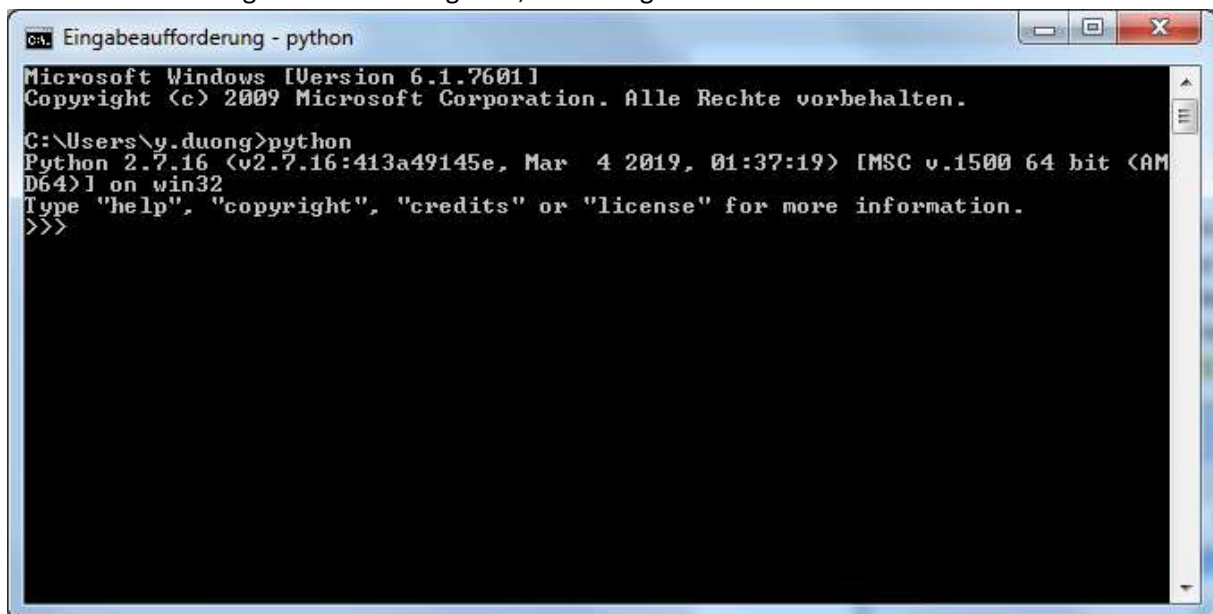 Eingabeaufforderung - python
Microsoft Windows [Version 6.1.7601]
Copyright (c) 2009 Microsoft Corporation. Alle Rechte vorbehalten.
C:\Users\y.duong>python
Python 2.7.16 (v2.7.16:413a49145e, Mar  4 2019, 01:37:19) [MSC v.1500 64 bit (AM
D64)] on win32
Type "help", "copyright", "credits" or "license" for more information.
>>>